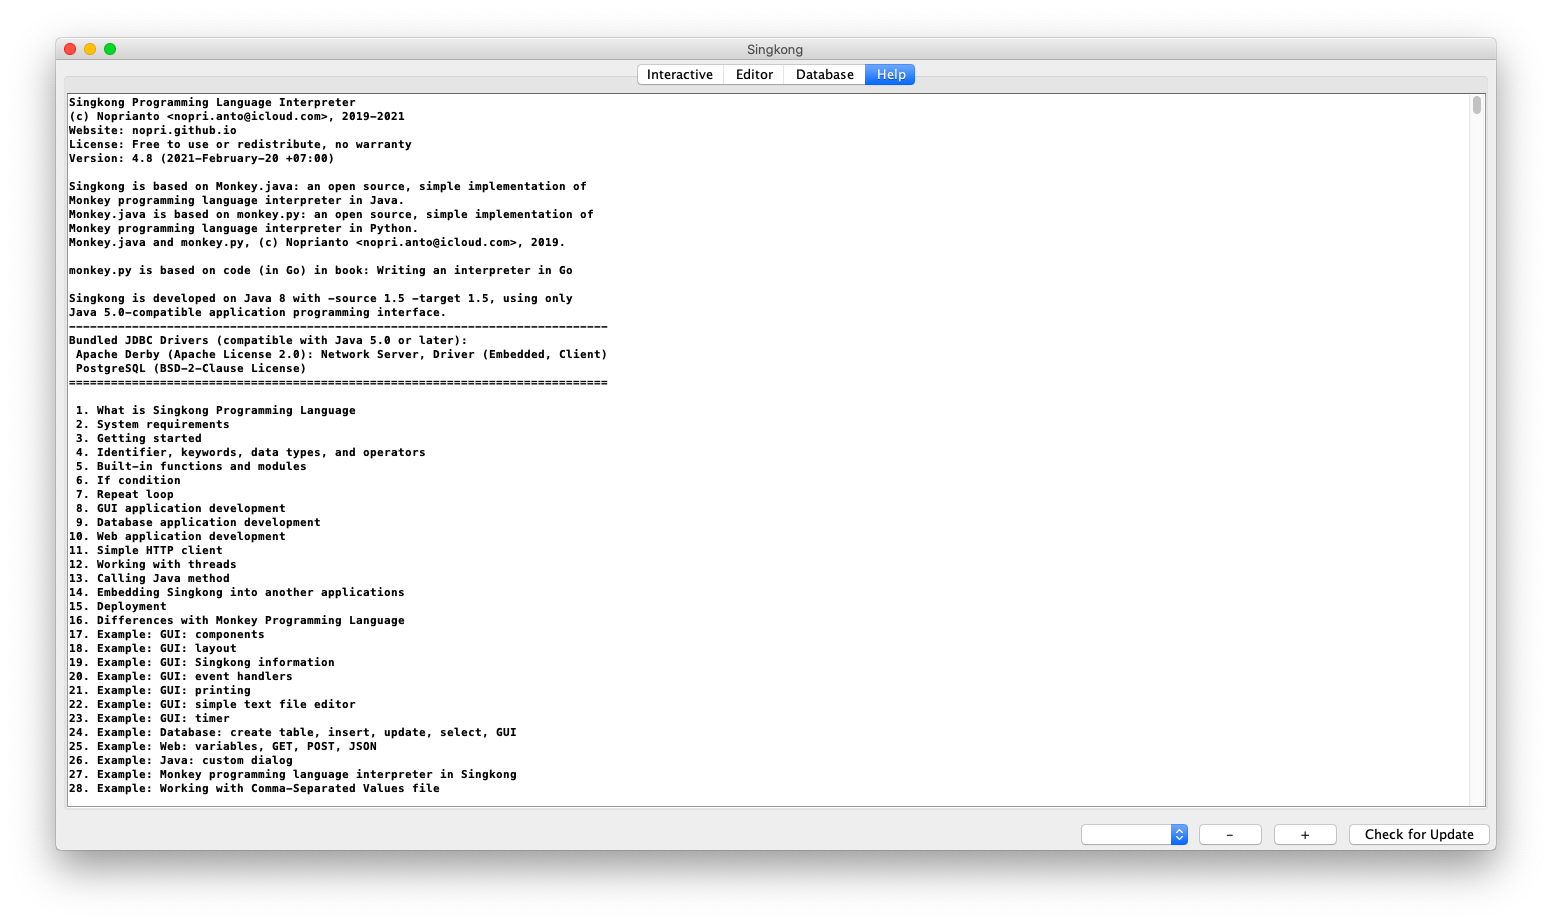 Singkong
Interactive Editor Database Help
Singkong Programming Language Interpreter
(c) Noprianto <nopri.anto@icloud.com>, 2019-2021
Website: nopri.github.io
License: Free to use or redistribute, no warranty
Version: 4.8 (2021-February-20 +07:00)
Singkong is based on Monkey.java: an open source, simple implementation of
Monkey programming language interpreter in Java.
Monkey.java is based on monkey.py: an open source, simple implementation of
Monkey programming language interpreter in Python.
Monkey.java and monkey.py, (c) Noprianto <nopri.anto@icloud.com>, 2019.
monkey.py is based on code (in Go) in book: Writing an interpreter in Go
Singkong is developed on Java 8 with -source 1.5 -target 1.5, using only
Java 5.0-compatible application programming interface.
-----------------------------------------------------------------------------
Bundled JDBC Drivers (compatible with Java 5.0 or later):
Apache Derby (Apache License 2.0): Network Server, Driver (Embedded, Client)
PostgreSQL (BSD-2-Clause License)
=============================================================================
1. What is Singkong Programming Language
2. System requirements
3. Getting started
4. Identifier, keywords, data types, and operators
5. Built-in functions and modules
6. If condition
7. Repeat loop
8. GUI application development
9. Database application development
10. Web application development
11. Simple HTTP client
12. Working with threads
13. Calling Java method
14. Embedding Singkong into another applications
15. Deployment
16. Differences with Monkey Programming Language
17. Example: GUI: components
18. Example: GUI: layout
19. Example: GUI: Singkong information
20. Example: GUI: event handlers
21. Example: GUI: printing
22. Example: GUI: simple text file editor
23. Example: GUI: timer
24. Example: Database: create table, insert, update, select, GUI
25. Example: Web: variables, GET, POST, JSON
26. Example: Java: custom dialog
27. Example: Monkey programming language interpreter in Singkong
28. Example: Working with Comma-Separated Values file
- + Check for Update